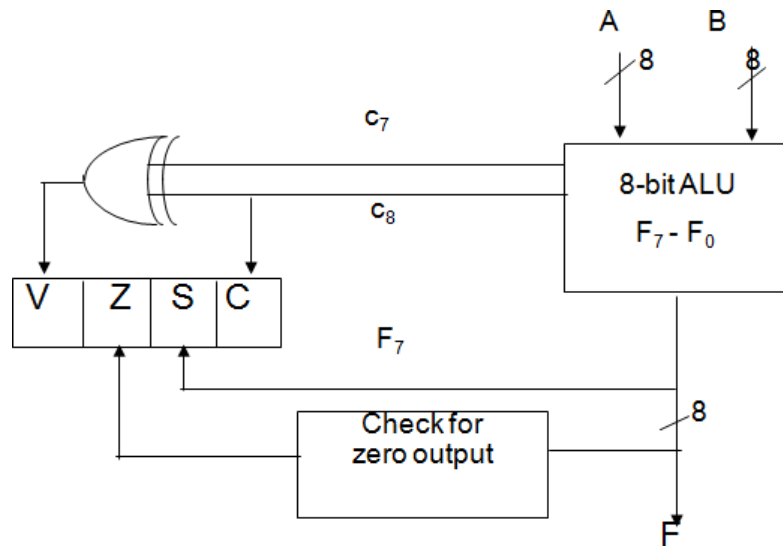 A
B
8
8
c₇
8-bit ALU
c₈
F₇ - F₀
V Z S C
F₇
8
Check for
zero output
F